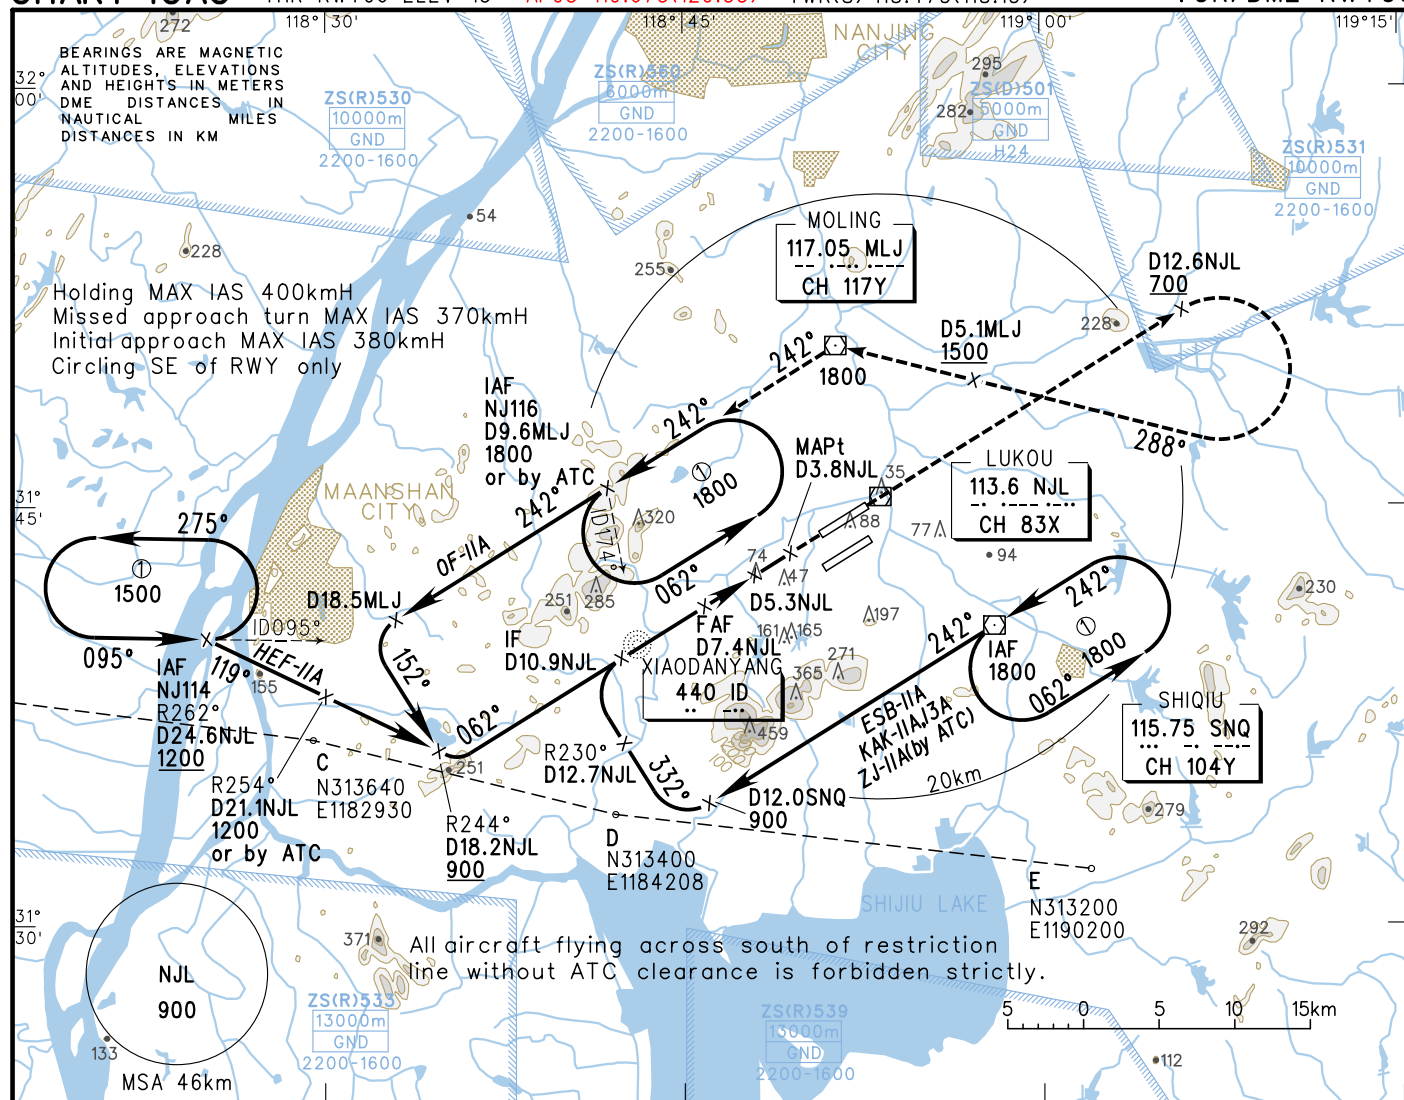 118° 30'
118° 45'
119° 00'
119° 15'
272
BEARINGS ARE MAGNETIC
ALTITUDES, ELEVATIONS
AND HEIGHTS IN METERS
DME DISTANCES IN
NAUTICAL MILES
DISTANCES IN KM
32°
00'
ZS(R)530
10000m
GND
2200-1600
ZS(R)560
6000m
GND
2200-1600
NANJING
CITY
295
ZS(D)501
5000m
GND
H24
282
ZS(R)531
10000m
GND
2200-1600
54
228
255
MOLING
117.05 MLJ
CH 117Y
D12.6NJL
700
228
Holding MAX IAS 400kmH
Missed approach turn MAX IAS 370kmH
Initial approach MAX IAS 380kmH
Circling SE of RWY only
D5.1MLJ
1500
242°
1800
288°
IAF
NJ116
D9.6MLJ
1800
or by ATC
242°
1
1800
062°
ID174°
320
285
251
MAPt
D3.8NJL
35
88
LUKOU
113.6 NJL
CH 83X
77
94
31°
45'
MAANSHAN
CITY
242°
OF-11A
275°
1
1500
095°
ID095°
D18.5MLJ
152°
119°
HEF-11A
155
IAF
NJ114
R262°
D24.6NJL
1200
74
47
D5.3NJL
FAF
D7.4NJL
161
165
197
271
365
459
IF
D10.9NJL
XIAODANYANG
440 ID
062°
242°
IAF
1800
242°
1
1800
062°
230
SHIQIU
115.75 SNQ
CH 104Y
279
ESB-11A
KAK-11A,13A
ZJ-11A(by ATC)
20km
R254°
D21.1NJL
1200
or by ATC
C
N313640
E1182930
251
R244°
D18.2NJL
900
R230°
D12.7NJL
332°
D12.0SNQ
900
D
N313400
E1184208
E
N313200
E1190200
SHIJIU LAKE
292
31°
30'
NJL
900
133
MSA 46km
371
All aircraft flying across south of restriction
line without ATC clearance is forbidden strictly.
ZS(R)533
13000m
GND
2200-1600
ZS(R)539
13000m
GND
2200-1600
5 0 5 10 15km
112